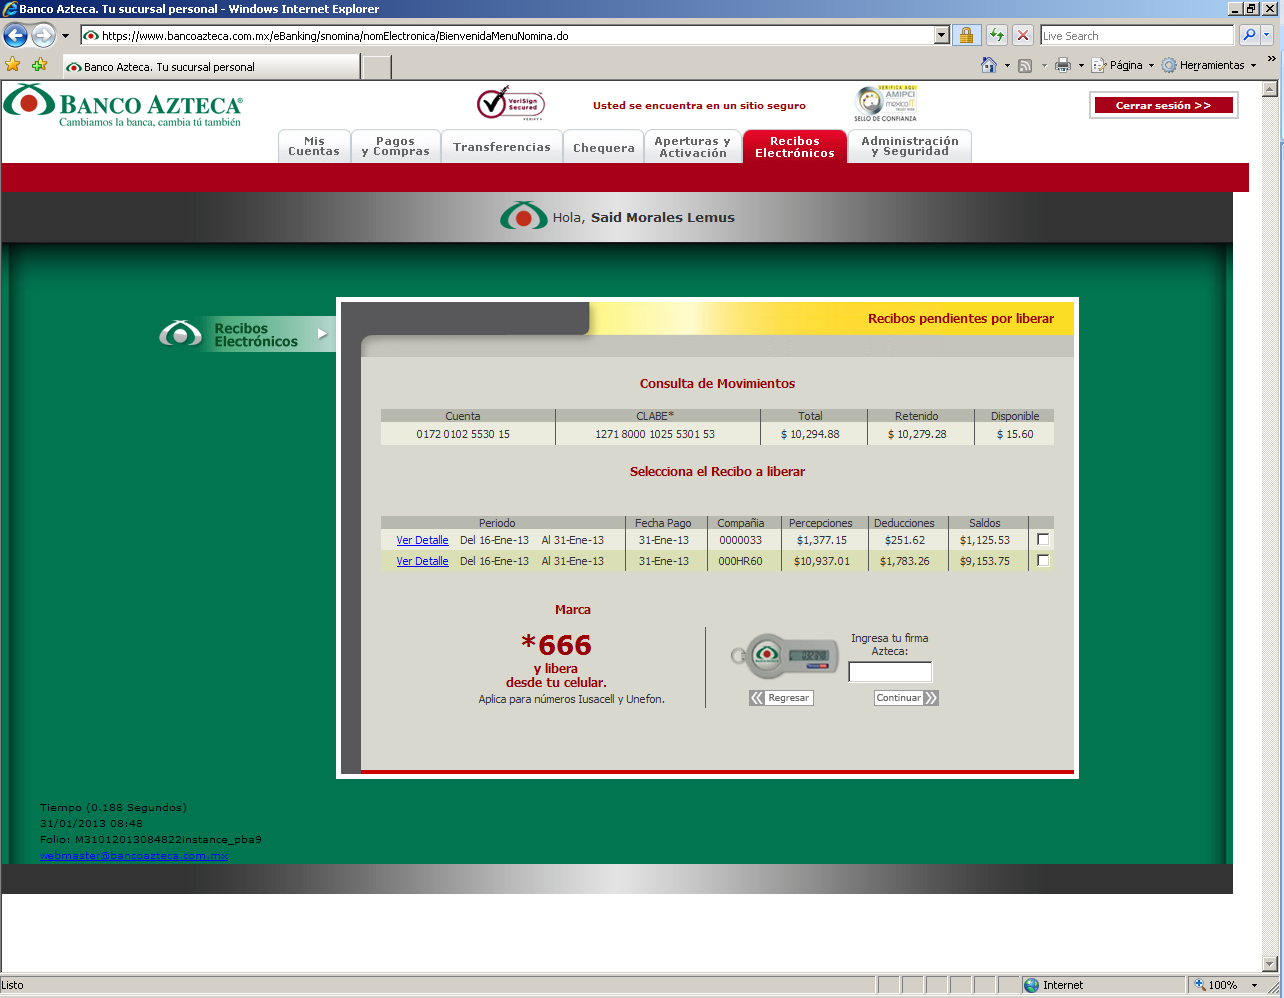 Banco Azteca. Tu sucursal personal - Windows Internet Explorer
https://www.bancoazteca.com.mx/eBanking/snomina/nomElectronica/BienvenidaMenuNomina.do
Live Search
Banco Azteca. Tu sucursal personal
Página
Herramientas
BANCO AZTECA
Cambiamos la banca, cambia tú también
VeriSign
Secured
VERIFY
Usted se encuentra en un sitio seguro
VERIFICA AQUI
AMIPCI
SELLO DE CONFIANZA
Cerrar sesión >>
Mis Cuentas
Pagos y Compras
Transferencias
Chequera
Aperturas y Activación
Recibos Electrónicos
Administración y Seguridad
Hola, Said Morales Lemus
Recibos Electrónicos
Recibos pendientes por liberar
Consulta de Movimientos
Cuenta CLABE* Total Retenido Disponible
0172 0102 5530 15 1271 8000 1025 5301 53 $ 10,294.88 $ 10,279.28 $ 15.60
Selecciona el Recibo a liberar
Periodo Fecha Pago Compañia Percepciones Deducciones Saldos
Ver Detalle Del 16-Ene-13 Al 31-Ene-13 31-Ene-13 0000033 $1,377.15 $251.62 $1,125.53
Ver Detalle Del 16-Ene-13 Al 31-Ene-13 31-Ene-13 000HR60 $10,937.01 $1,783.26 $9,153.75
Marca
*666
y libera
desde tu celular.
Aplica para números Iusacell y Unefon.
Ingresa tu firma
Azteca:
Regresar
Continuar
Tiempo (0.188 Segundos)
31/01/2013 08:48
Folio: M31012013084822instance_pba9
webmaster@bancoazteca.com.mx
Listo
Internet
100%